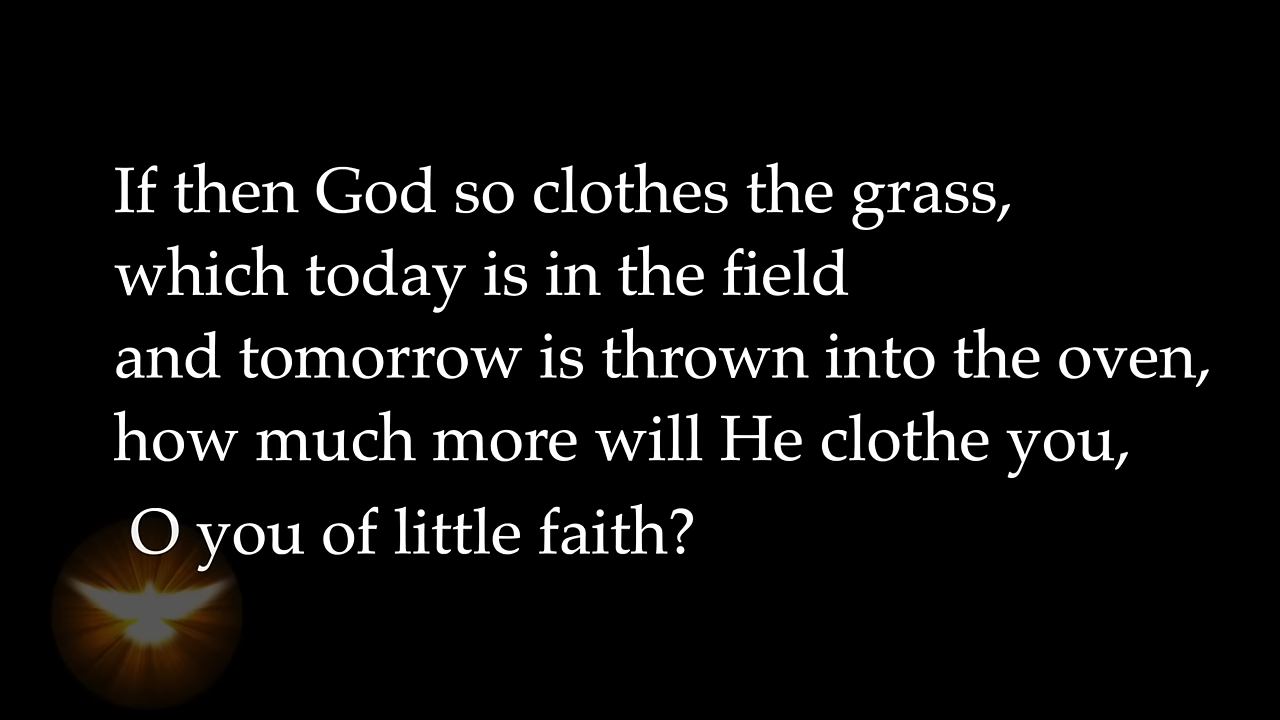 If then God so clothes the grass,
which today is in the field
and tomorrow is thrown into the oven,
how much more will He clothe you,
O you of little faith?